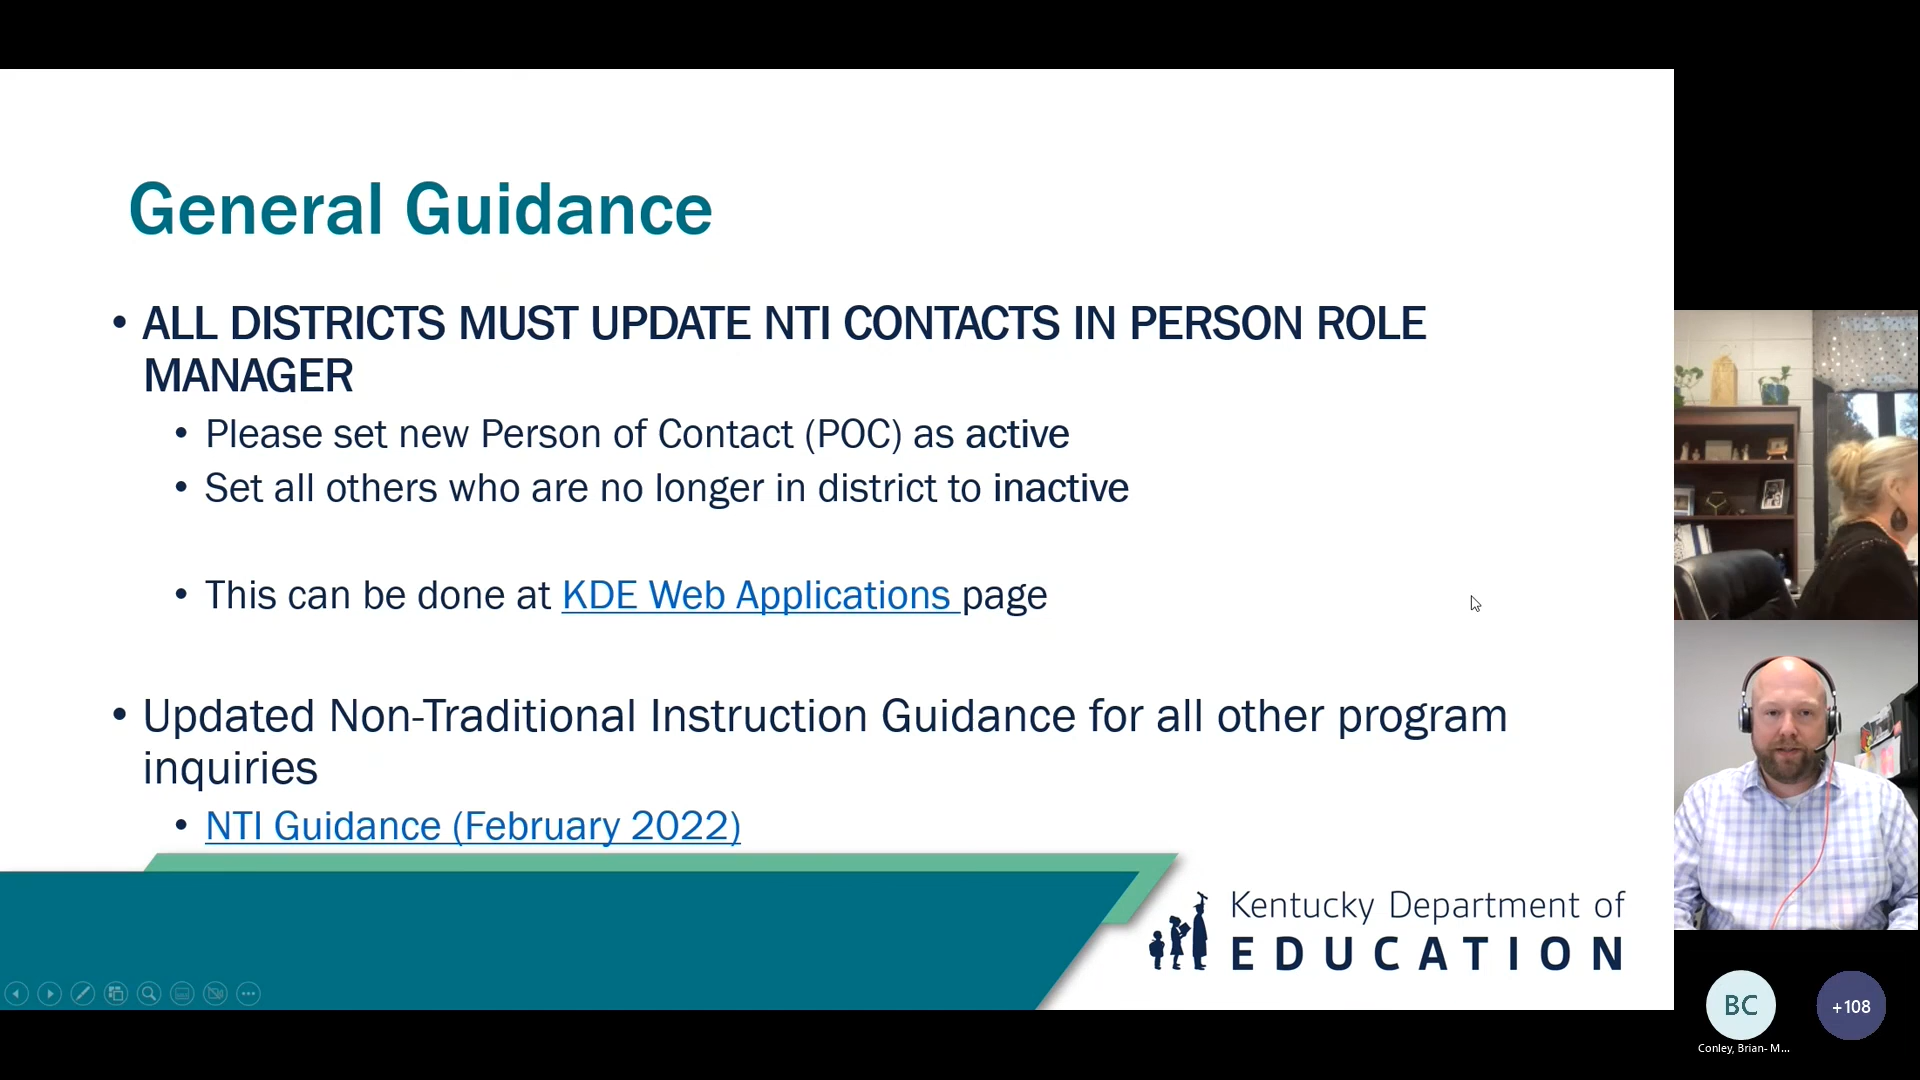 General Guidance
• ALL DISTRICTS MUST UPDATE NTI CONTACTS IN PERSON ROLE
MANAGER
• Please set new Person of Contact (POC) as active
• Set all others who are no longer in district to inactive
• This can be done at KDE Web Applications page
• Updated Non-Traditional Instruction Guidance for all other program
inquiries
• NTI Guidance (February 2022)
Kentucky Department of
EDUCATION
BC
+108
Conley, Brian- M...